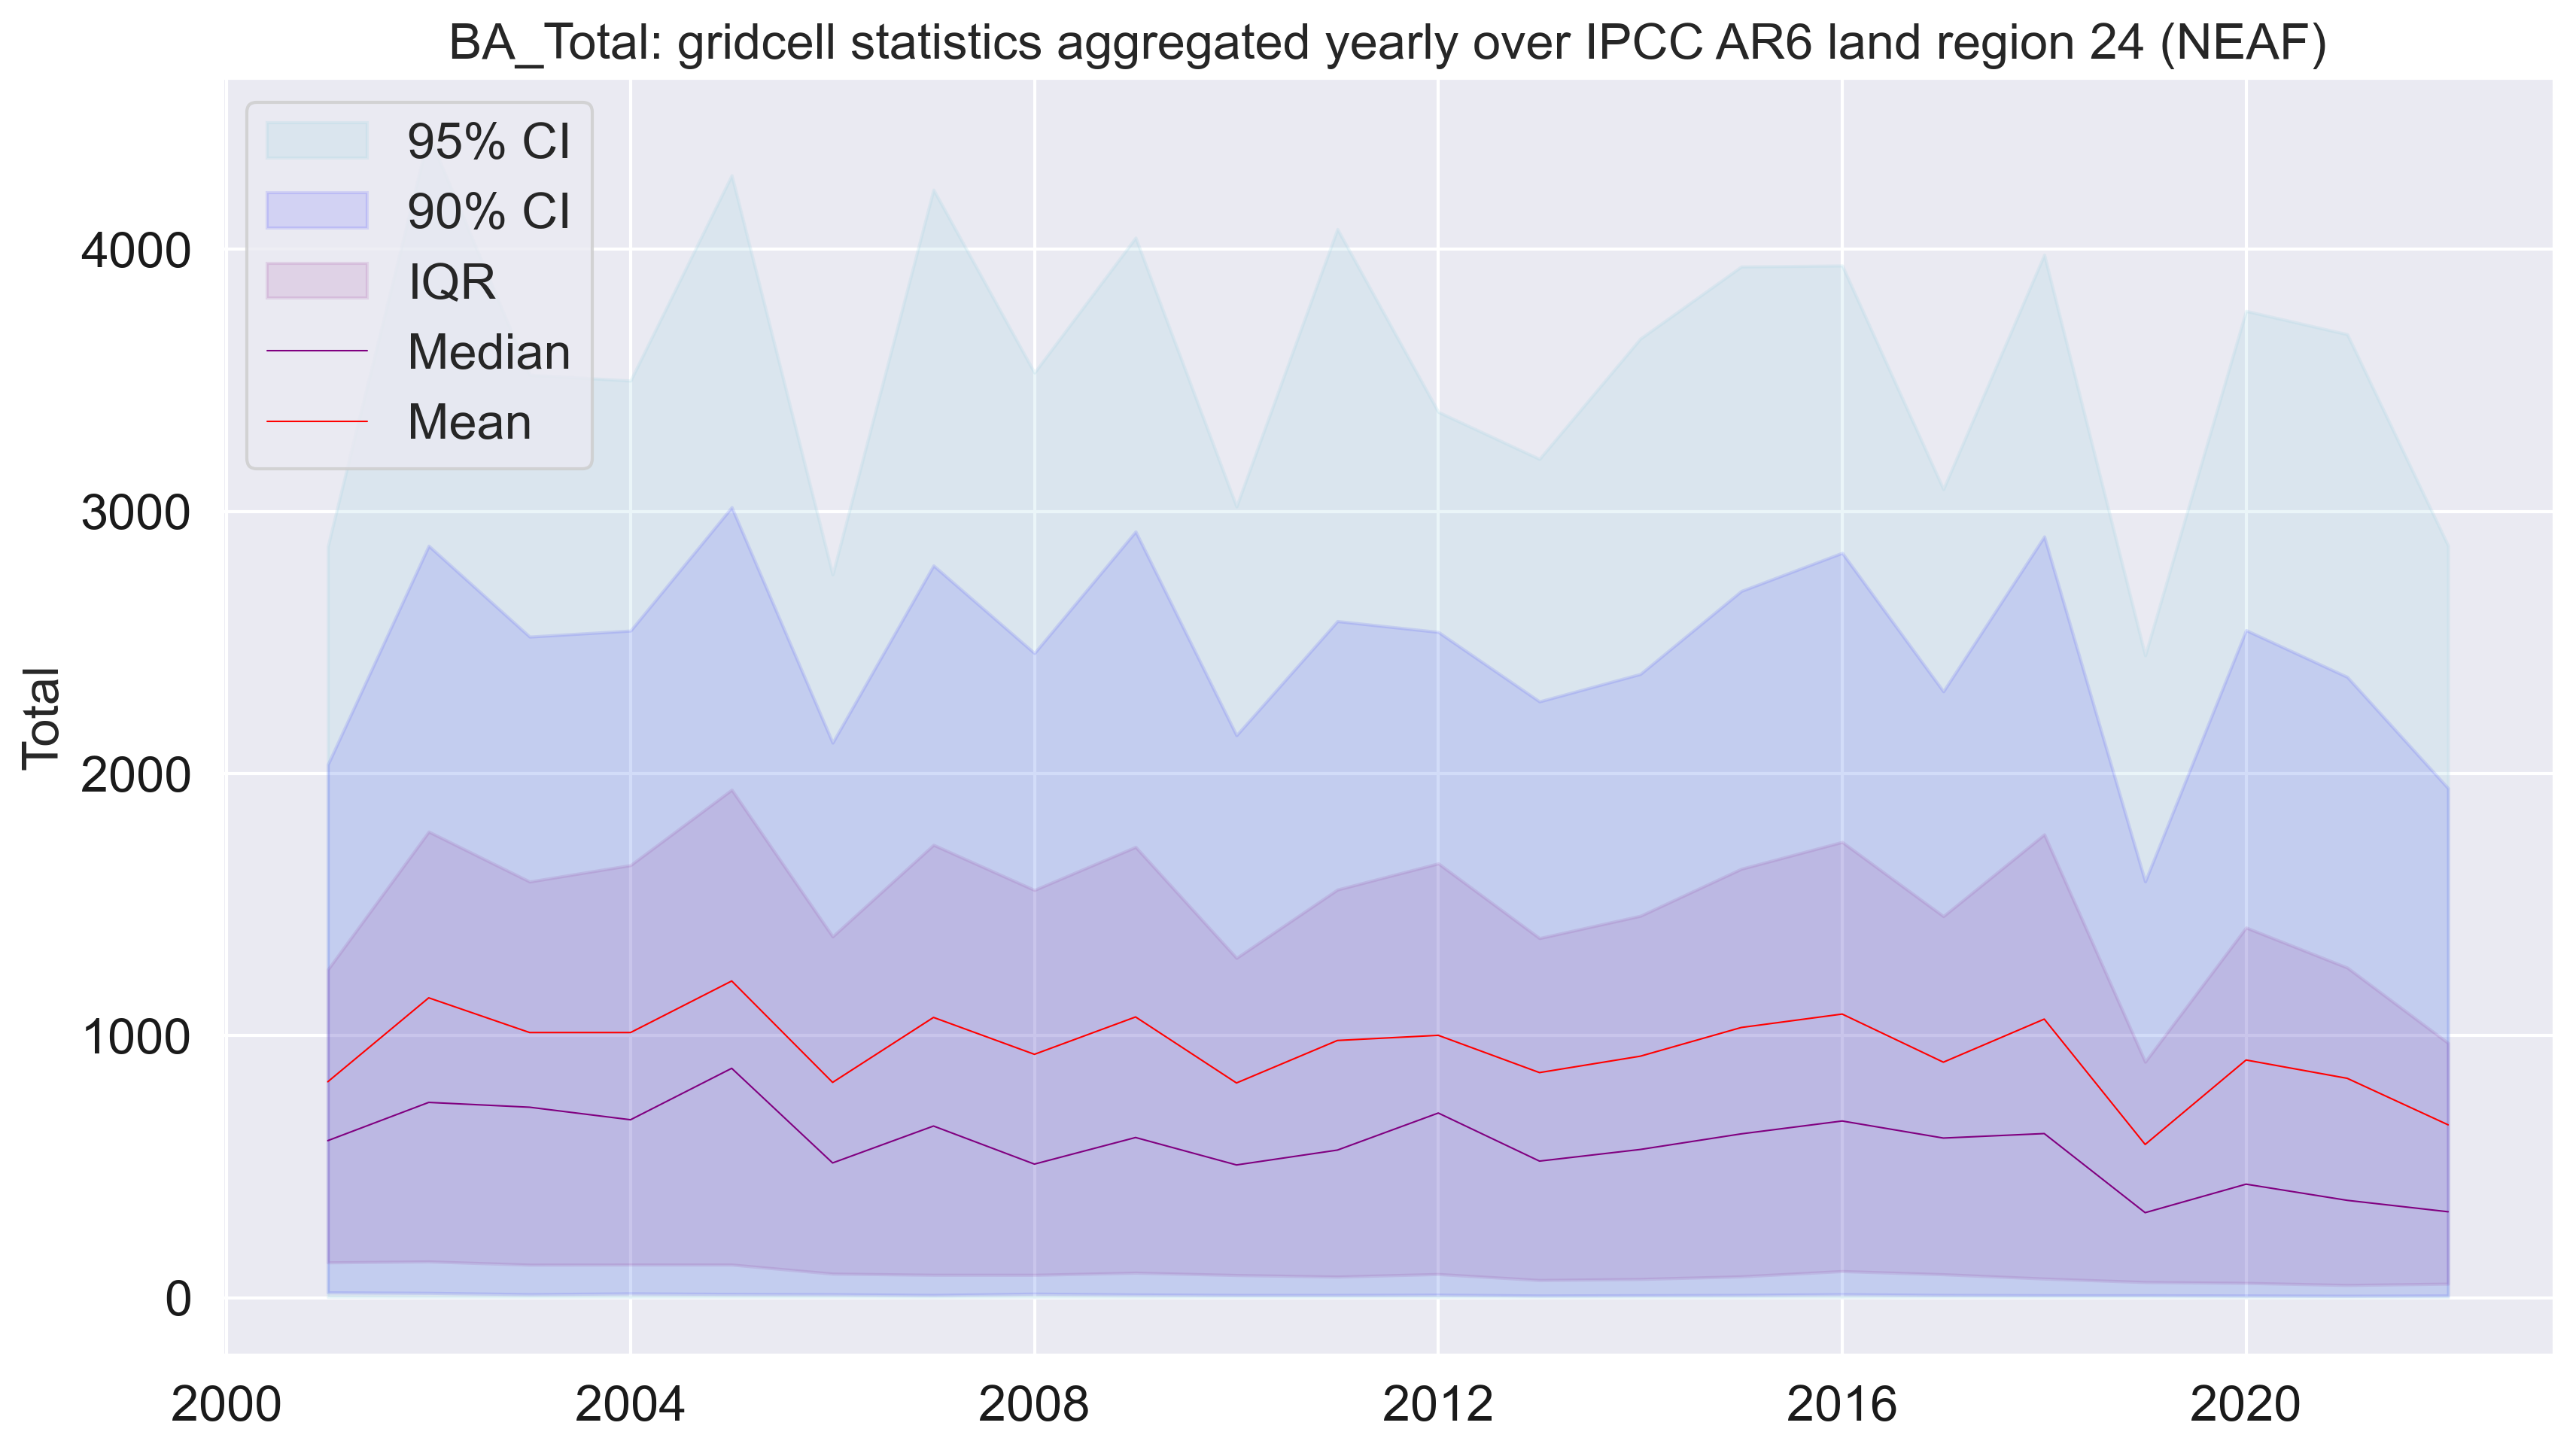 BA_Total: gridcell statistics aggregated yearly over IPCC AR6 land region 24 (NEAF)
95% CI
90% CI
IQR
Median
Mean
Total
4000
3000
2000
1000
0
2000
2004
2008
2012
2016
2020